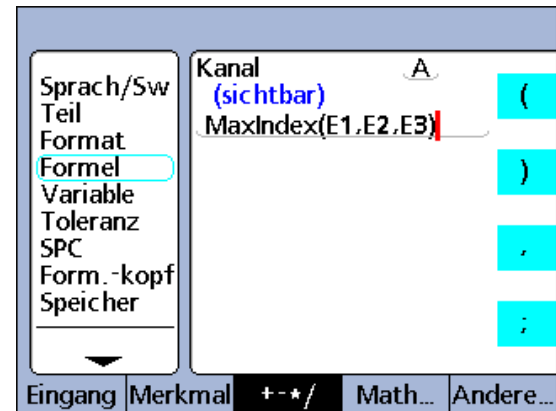 Sprach/Sw
Teil
Format
Formel
Variable
Toleranz
SPC
Form.-kopf
Speicher
Kanal A
(sichtbar)
MaxIndex(E1,E2,E3)
(
)
,
;
Eingang Merkmal +-*/ Math... Andere...